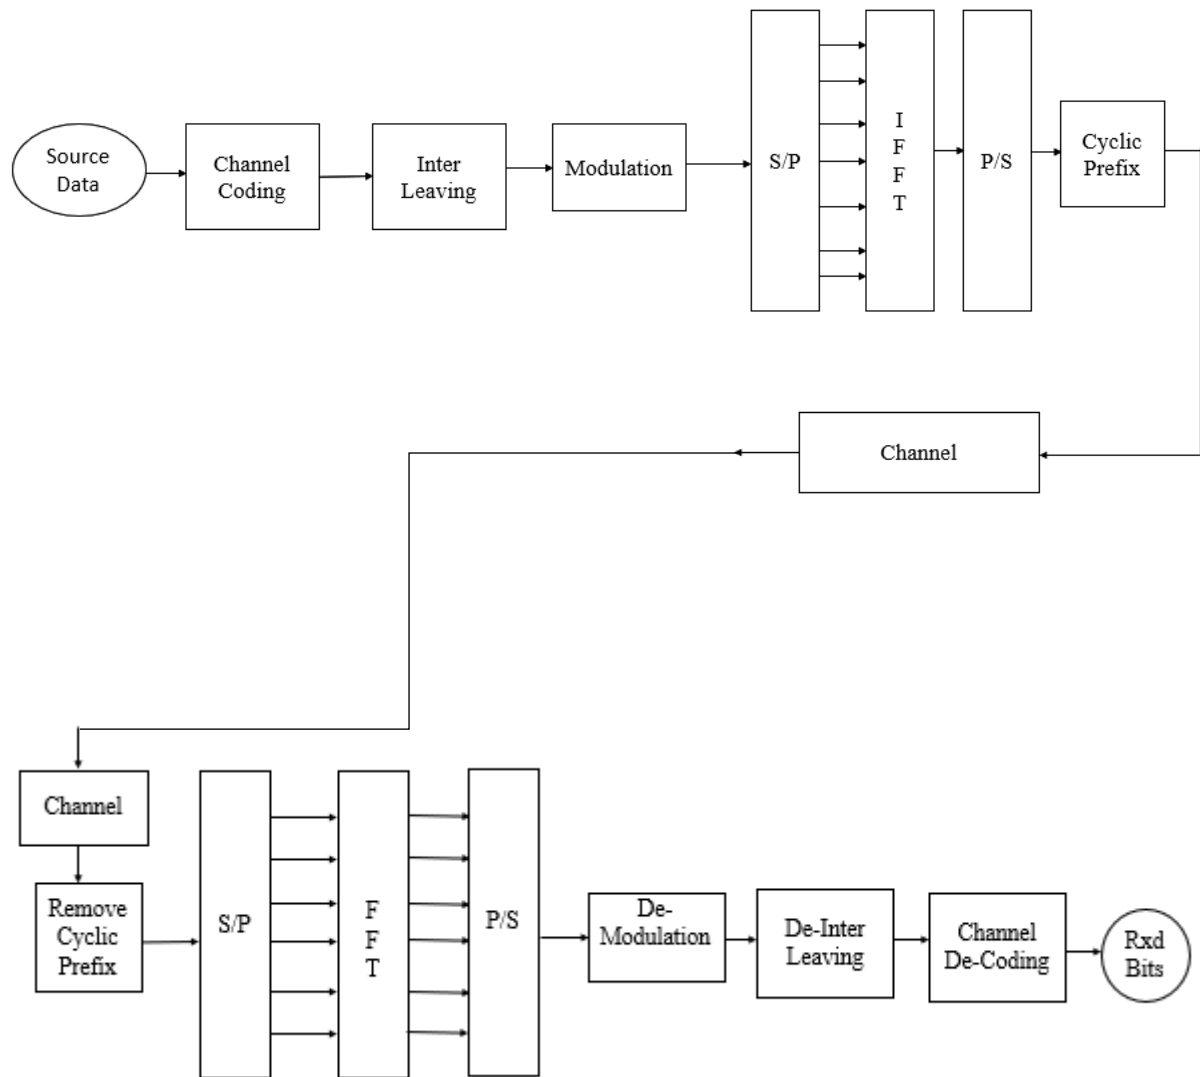 Source
Data
Channel
Coding
Inter
Leaving
Modulation
S/P
I
F
F
T
P/S
Cyclic
Prefix
Channel
Channel
Remove
Cyclic
Prefix
S/P
F
F
T
P/S
De-
Modulation
De-Inter
Leaving
Channel
De-Coding
Rxd
Bits